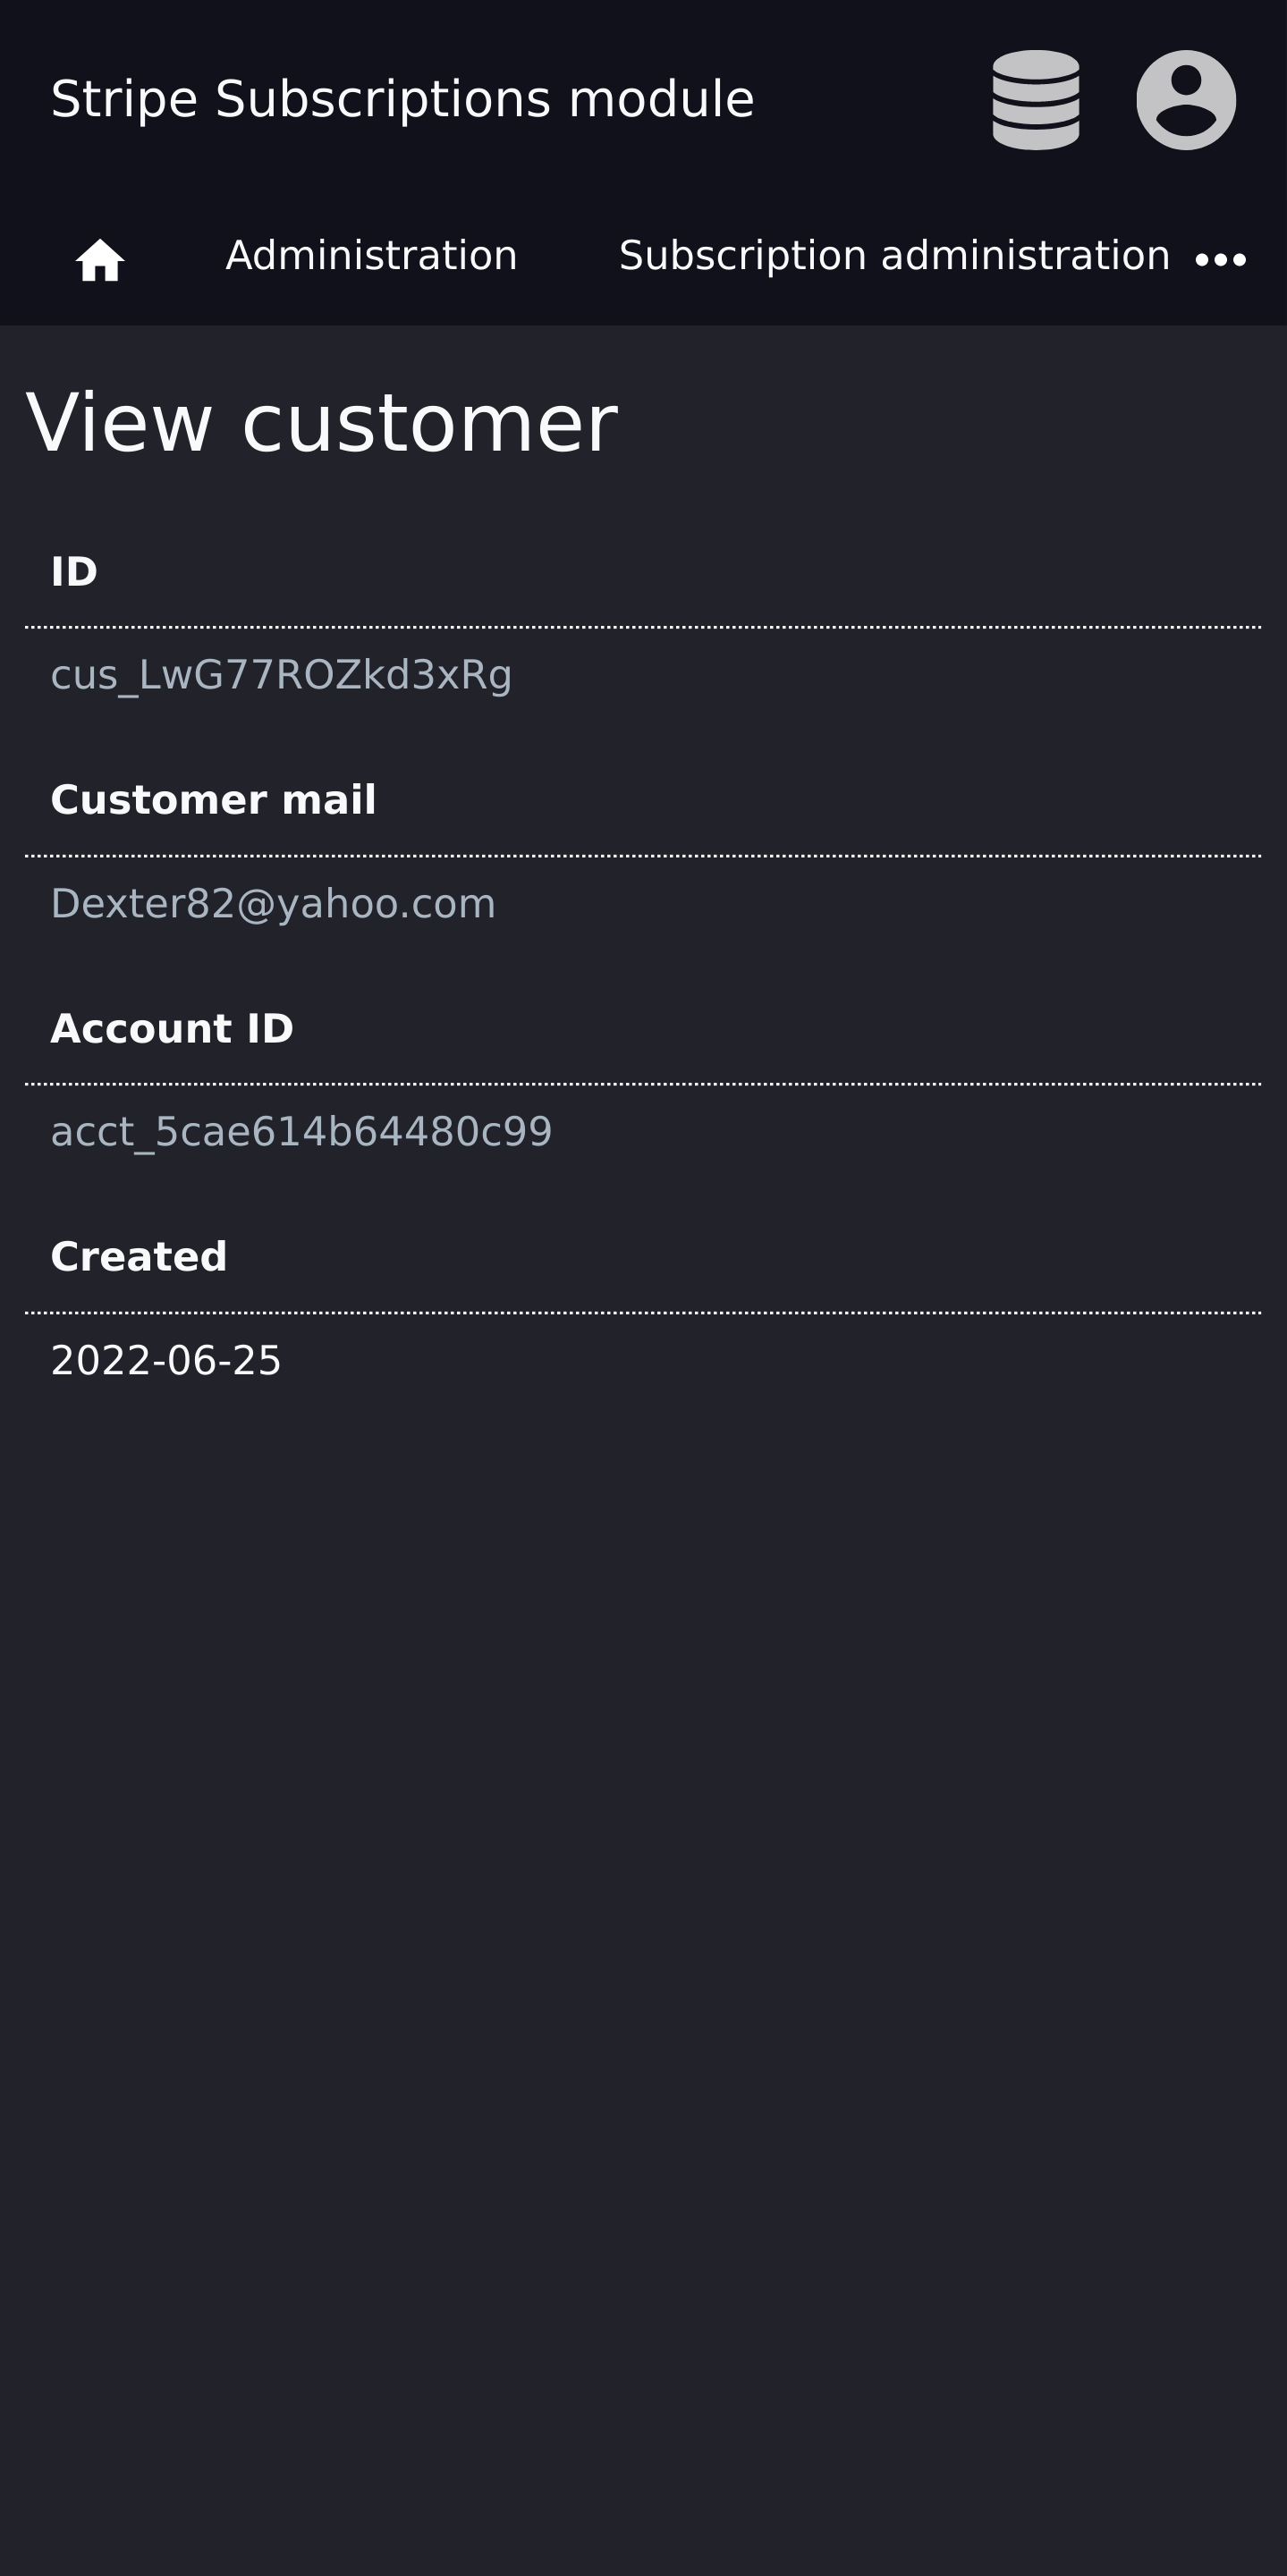 Stripe Subscriptions module
Administration Subscription administration
View customer
ID
cus_LwG77ROZkd3xRg
Customer mail
Dexter82@yahoo.com
Account ID
acct_5cae614b64480c99
Created
2022-06-25